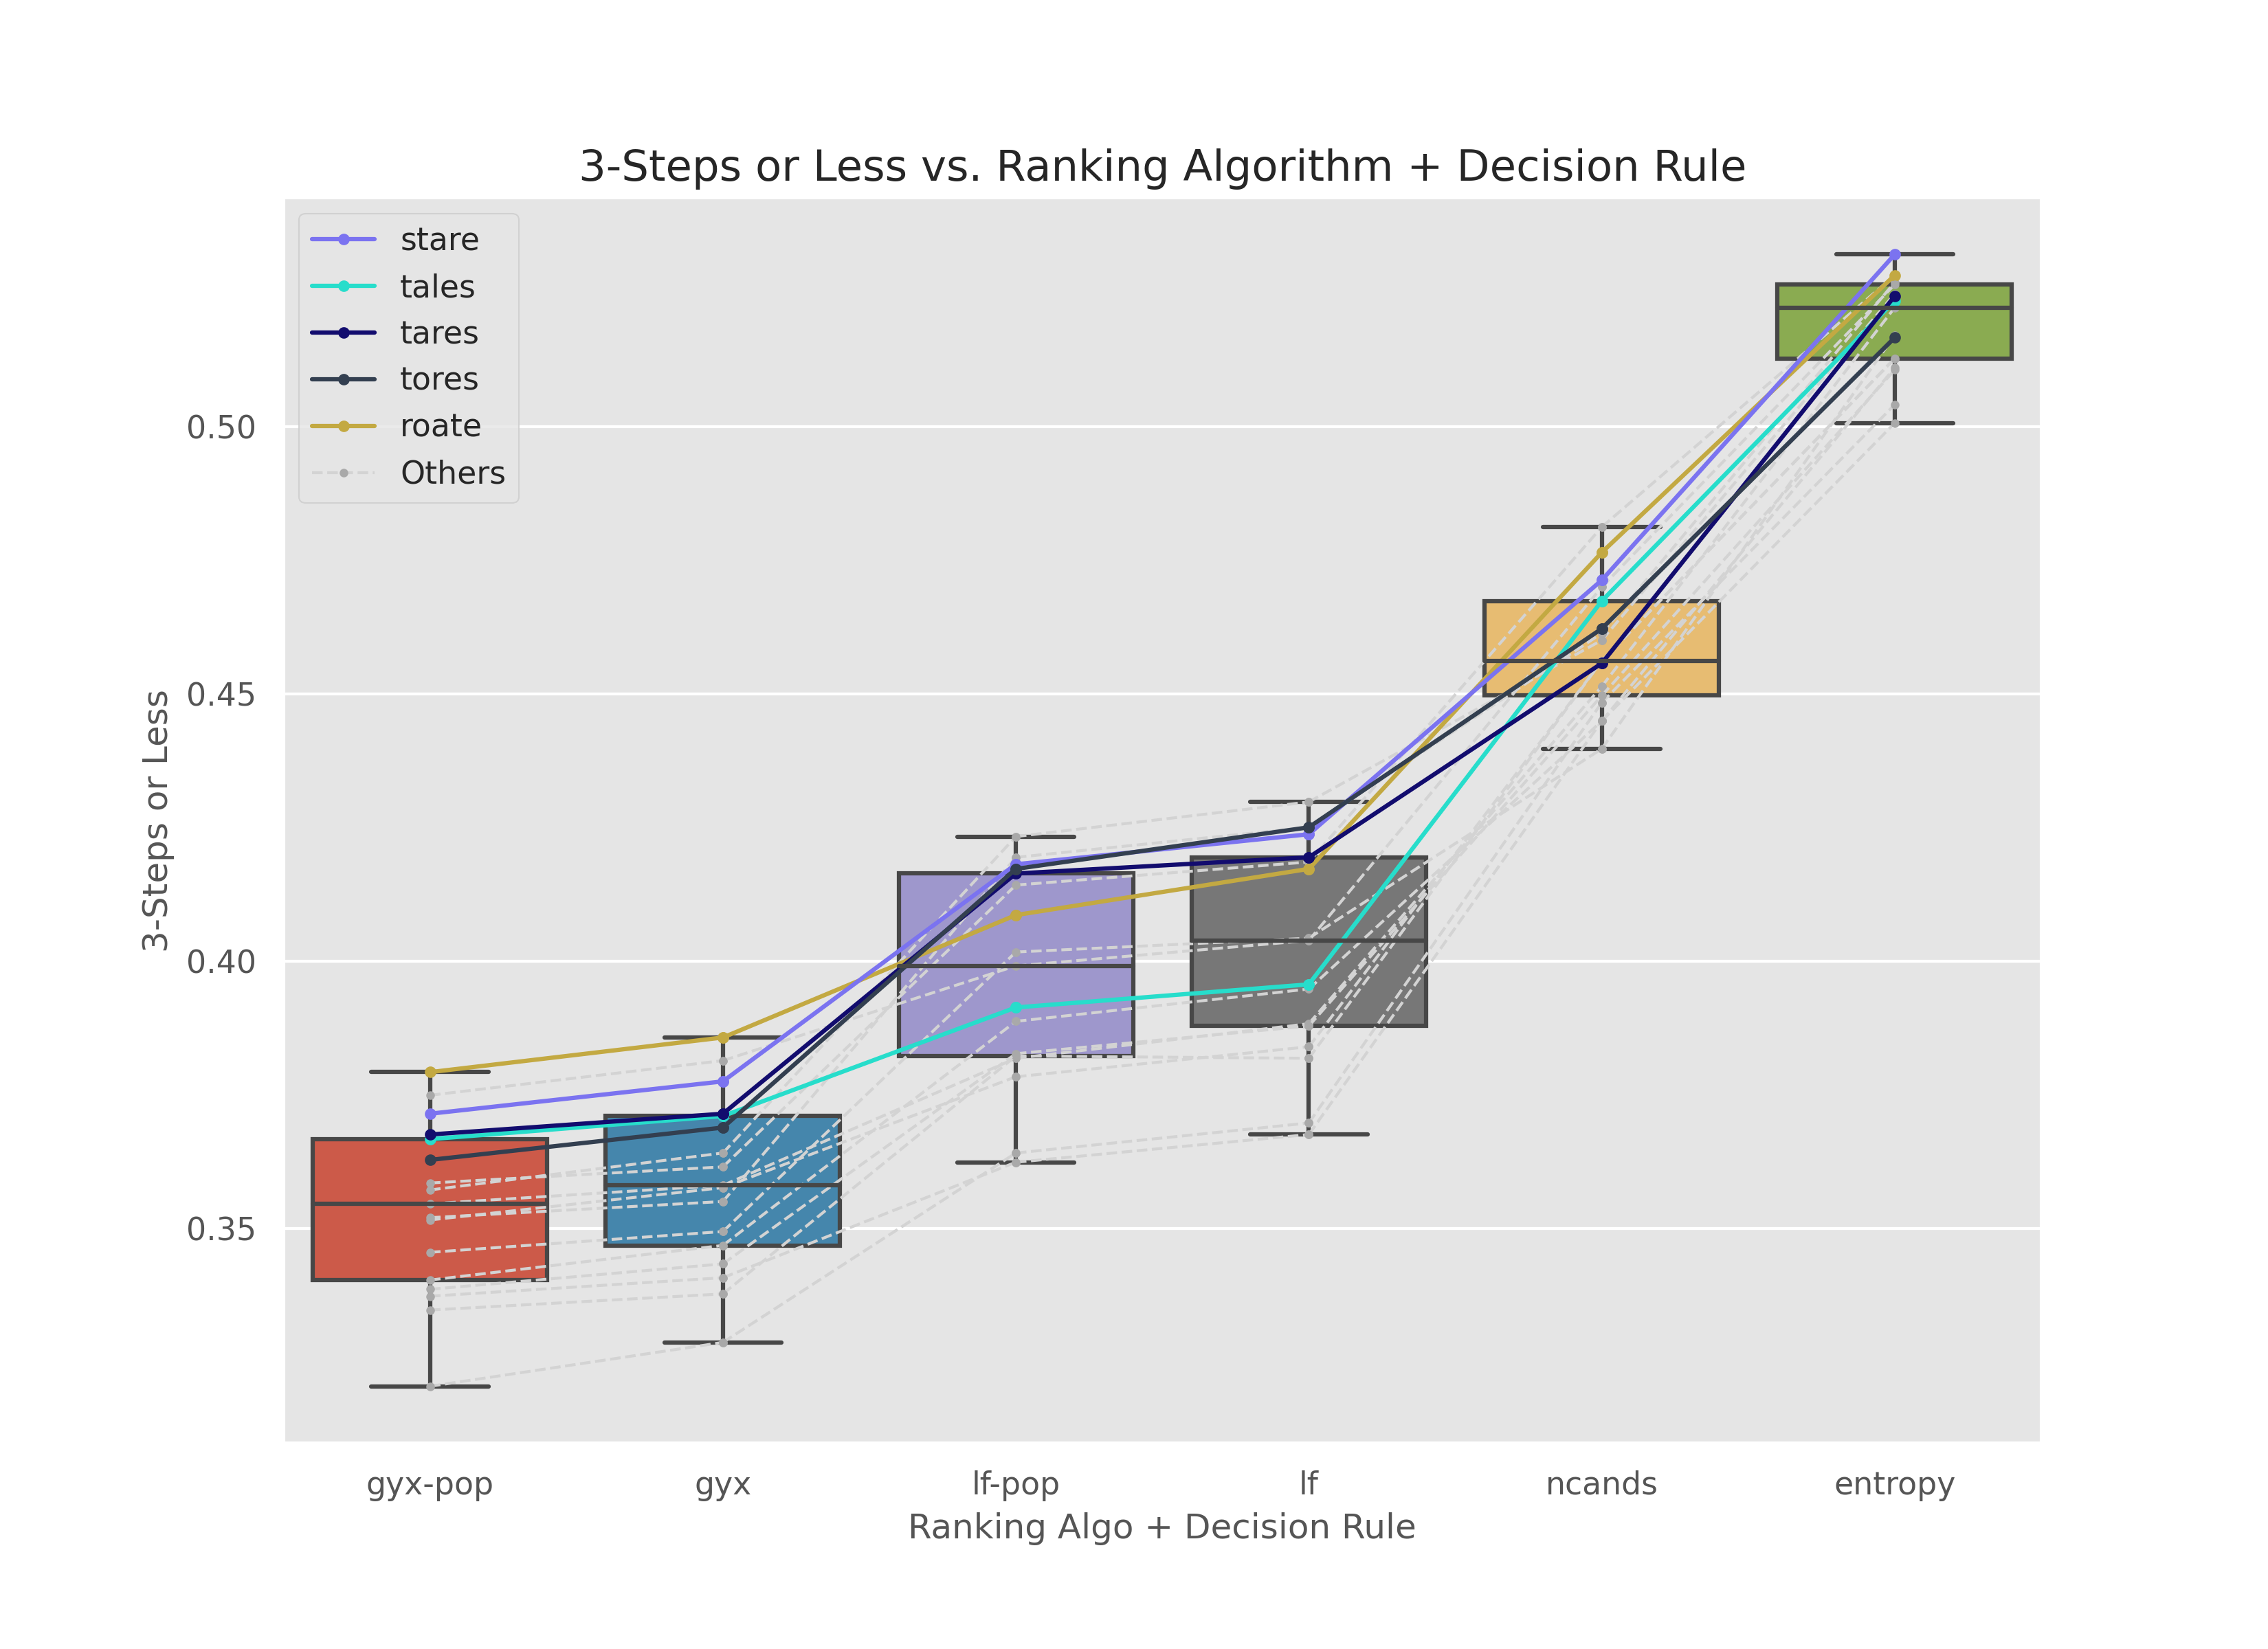 3-Steps or Less vs. Ranking Algorithm + Decision Rule
stare
tales
tares
tores
roate
Others
0.50
0.45
0.40
0.35
3-Steps or Less
gyx-pop
gyx
lf-pop
lf
ncands
entropy
Ranking Algo + Decision Rule